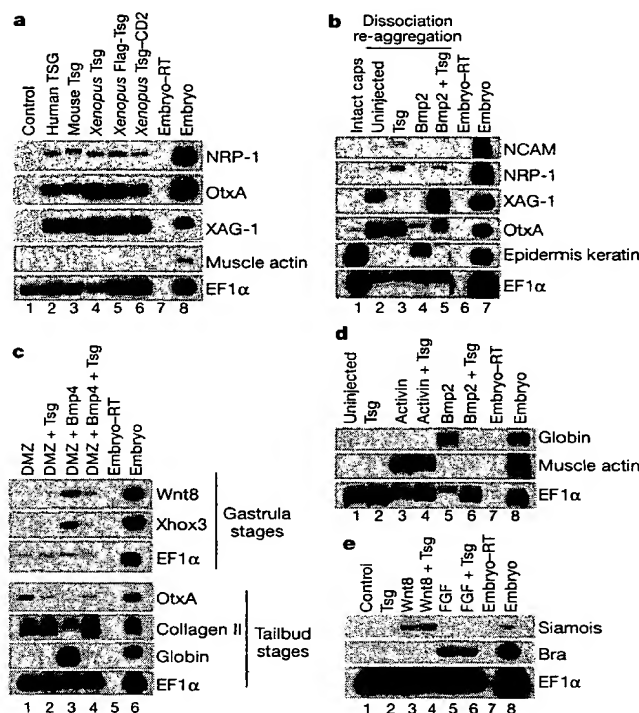 a
Control
Human TSG
Mouse Tsg
Xenopus Tsg
Xenopus Flag-Tsg
Xenopus Tsg–CD2
Embryo–RT
Embryo
NRP-1
OtxA
XAG-1
Muscle actin
EF1α
1 2 3 4 5 6 7 8
b
Dissociation
re-aggregation
Intact caps
Uninjected
Tsg
Bmp2
Bmp2 + Tsg
Embryo–RT
Embryo
NCAM
NRP-1
XAG-1
OtxA
Epidermis keratin
EF1α
1 2 3 4 5 6 7
c
DMZ
DMZ + Tsg
DMZ + Bmp4
DMZ + Bmp4 + Tsg
Embryo–RT
Embryo
Wnt8
Xhox3
EF1α
Gastrula
stages
OtxA
Collagen II
Globin
EF1α
Tailbud
stages
1 2 3 4 5 6
d
Uninjected
Tsg
Activin
Activin + Tsg
Bmp2
Bmp2 + Tsg
Embryo–RT
Embryo
Globin
Muscle actin
EF1α
1 2 3 4 5 6 7 8
e
Control
Tsg
Wnt8
Wnt8 + Tsg
FGF
FGF + Tsg
Embryo–RT
Embryo
Siamois
Bra
EF1α
1 2 3 4 5 6 7 8